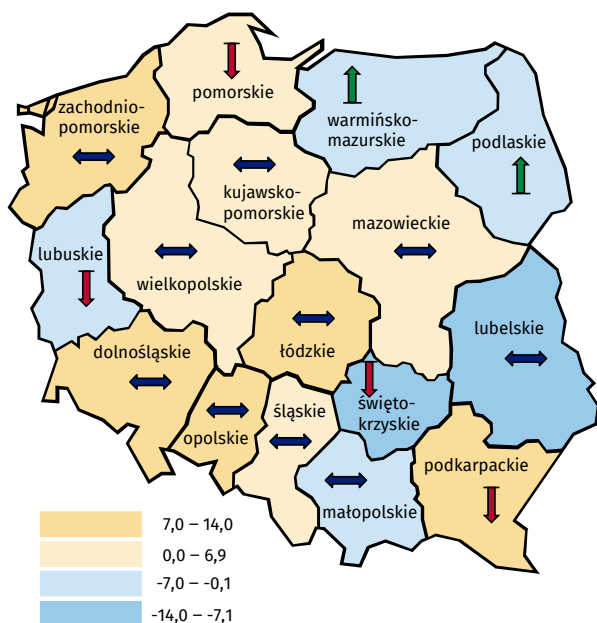 pomorskie
zachodnio-
pomorskie
warmińsko-
mazurskie
podlaskie
kujawsko-
pomorskie
mazowieckie
lubuskie
wielkopolskie
lubelskie
dolnośląskie
łódzkie
śląskie
święto-
krzyskie
opolskie
podkarpackie
małopolskie
7,0 – 14,0
0,0 – 6,9
-7,0 – -0,1
-14,0 – -7,1